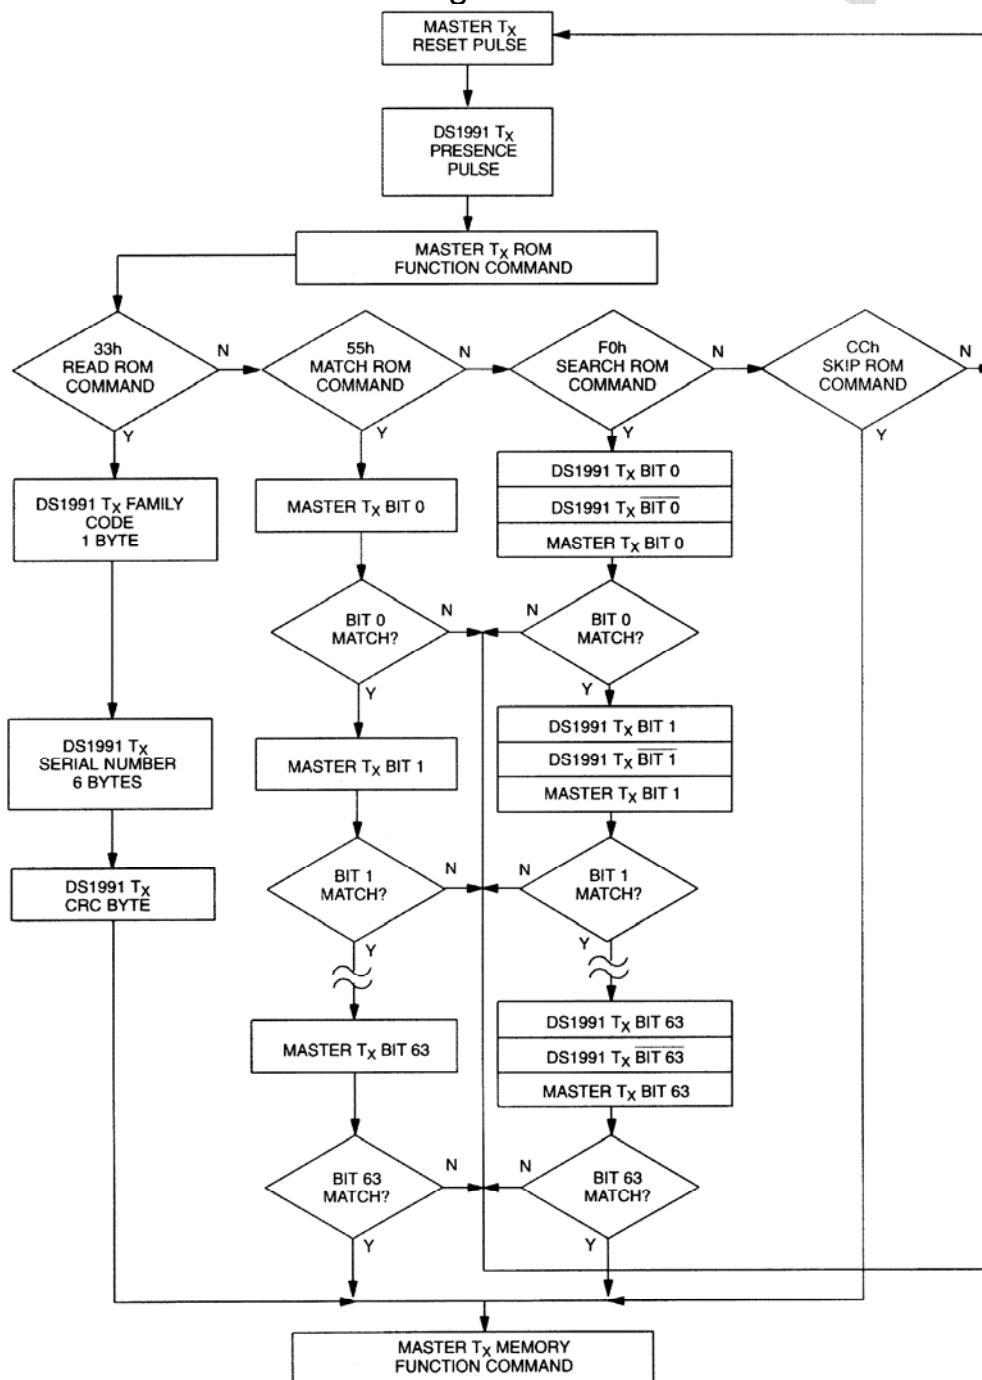 MASTER TX
RESET PULSE
DS1991 TX
PRESENCE
PULSE
MASTER TX ROM
FUNCTION COMMAND
33h
READ ROM
COMMAND
N
Y
55h
MATCH ROM
COMMAND
N
Y
F0h
SEARCH ROM
COMMAND
N
Y
CCh
SKIP ROM
COMMAND
N
Y
DS1991 TX FAMILY
CODE
1 BYTE
DS1991 TX
SERIAL NUMBER
6 BYTES
DS1991 TX
CRC BYTE
MASTER TX BIT 0
BIT 0
MATCH?
N
Y
MASTER TX BIT 1
BIT 1
MATCH?
N
Y
MASTER TX BIT 63
BIT 63
MATCH?
N
Y
DS1991 TX BIT 0
DS1991 TX BIT 0
MASTER TX BIT 0
BIT 0
MATCH?
N
Y
DS1991 TX BIT 1
DS1991 TX BIT 1
MASTER TX BIT 1
BIT 1
MATCH?
N
Y
DS1991 TX BIT 63
DS1991 TX BIT 63
MASTER TX BIT 63
BIT 63
MATCH?
N
Y
MASTER TX MEMORY
FUNCTION COMMAND